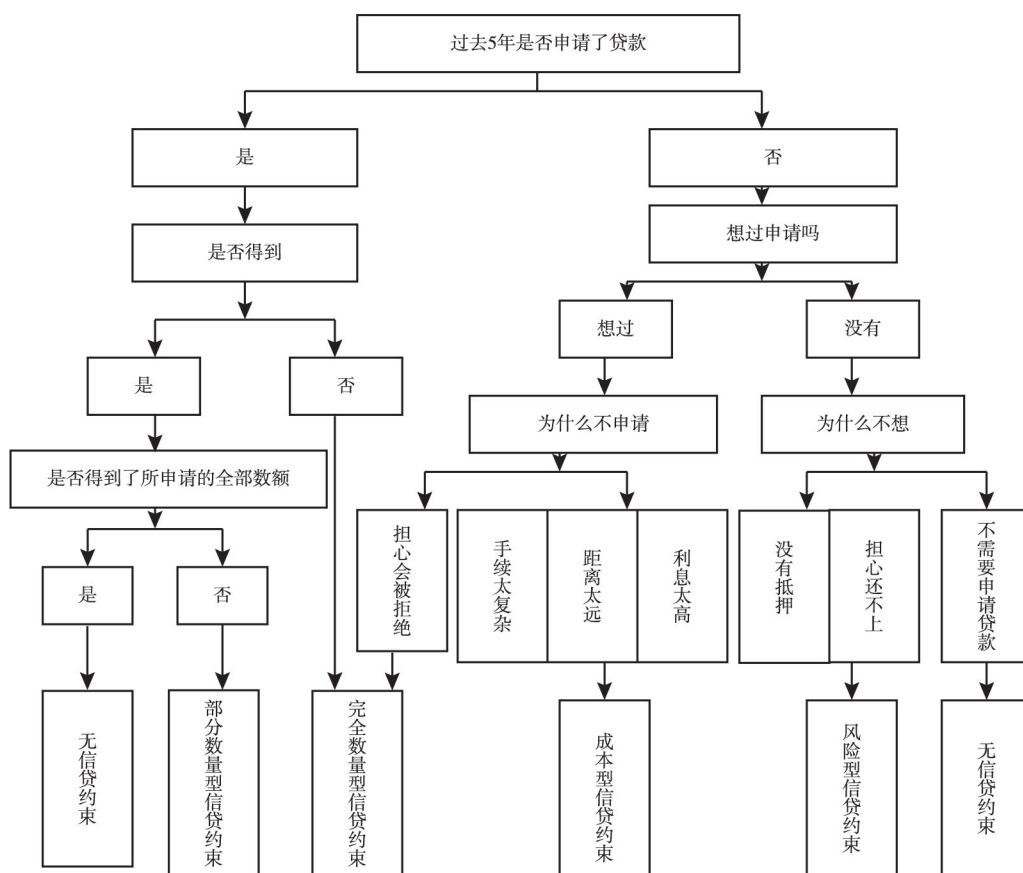 过去5年是否申请了贷款
是
否
是否得到
想过申请吗
想过
没有
是
否
为什么不申请
为什么不想
是否得到了所申请的全部数额
担心会被拒绝
手续太复杂
距离太远
利息太高
没有抵押
担心还不上
不需要申请贷款
是
否
无信贷约束
部分数量型信贷约束
完全数量型信贷约束
成本型信贷约束
风险型信贷约束
无信贷约束